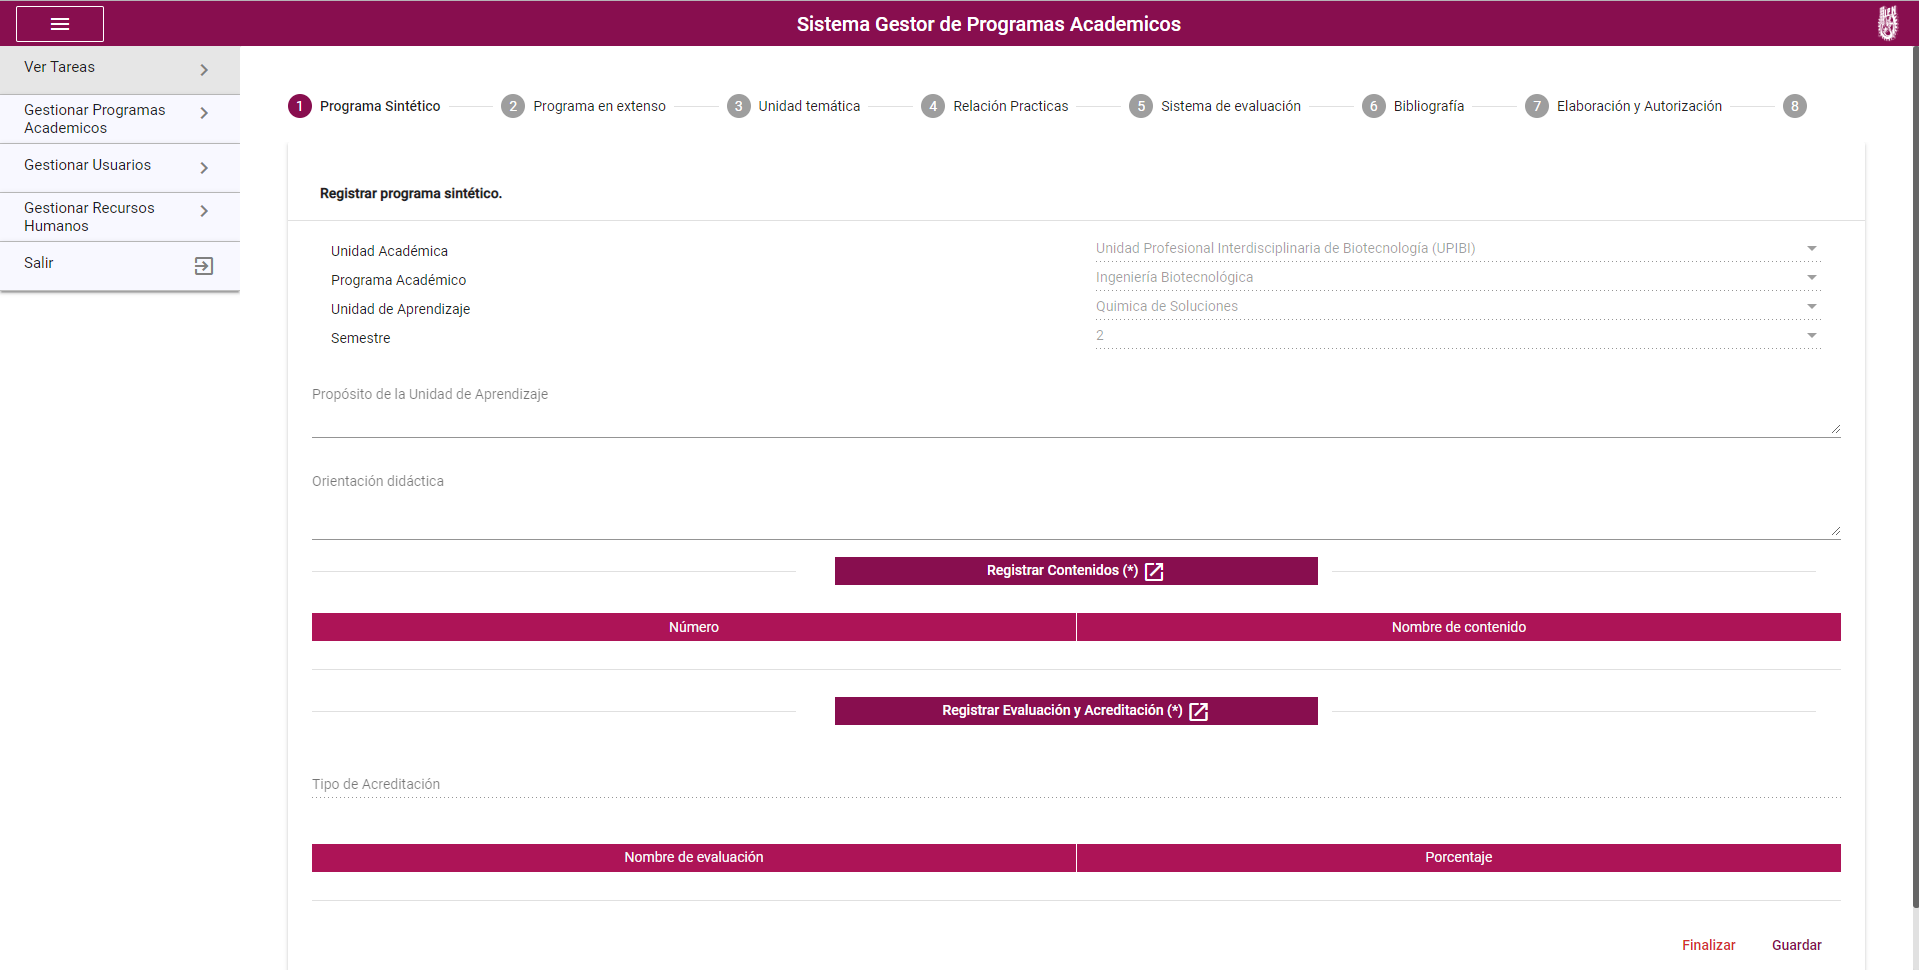 Sistema Gestor de Programas Academicos
Ver Tareas
Gestionar Programas
Academicos
Gestionar Usuarios
Gestionar Recursos
Humanos
Salir
1 Programa Sintético 2 Programa en extenso 3 Unidad temática 4 Relación Practicas 5 Sistema de evaluación 6 Bibliografía 7 Elaboración y Autorización 8
Registrar programa sintético.
Unidad Académica Unidad Profesional Interdisciplinaria de Biotecnología (UPIBI)
Programa Académico Ingeniería Biotecnológica
Unidad de Aprendizaje Quimica de Soluciones
Semestre 2
Propósito de la Unidad de Aprendizaje
Orientación didáctica
Registrar Contenidos (*)
Número Nombre de contenido
Registrar Evaluación y Acreditación (*)
Tipo de Acreditación
Nombre de evaluación Porcentaje
Finalizar Guardar